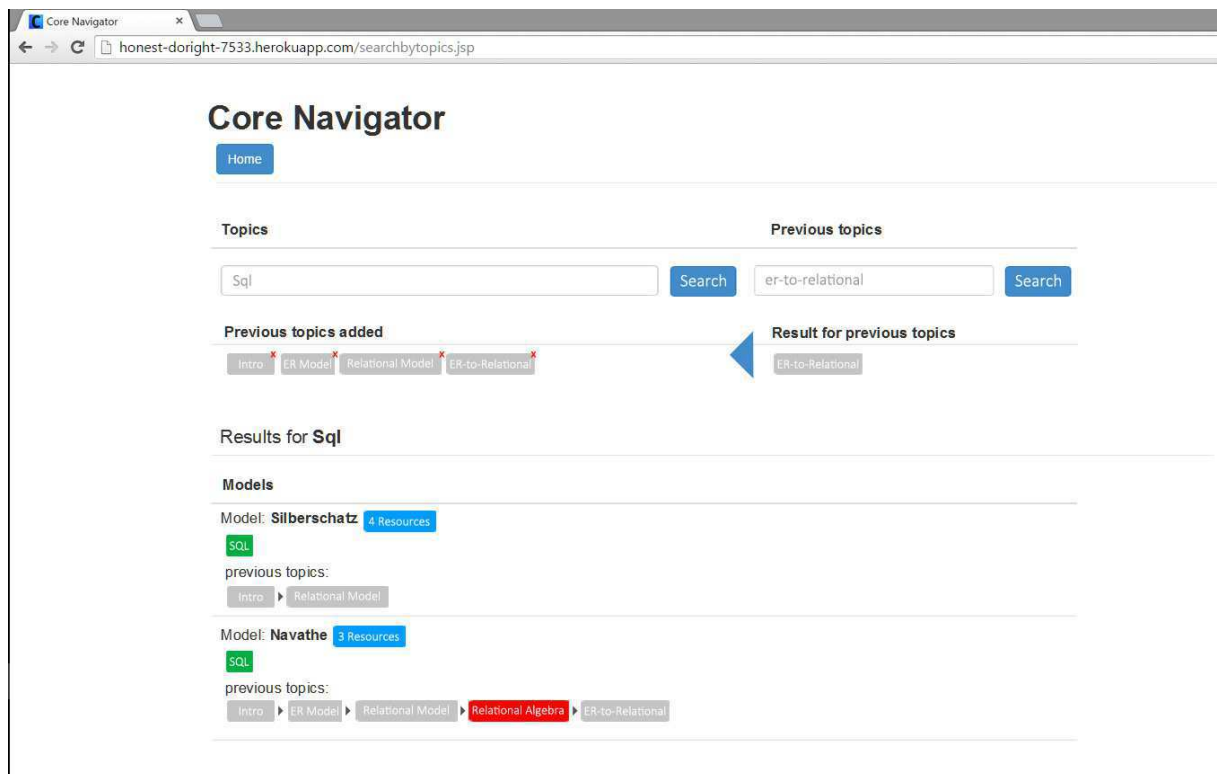 Core Navigator x
honest-doright-7533.herokuapp.com/searchbytopics.jsp
Core Navigator
Home
Topics Previous topics
Sql Search er-to-relational Search
Previous topics added Result for previous topics
Intro x ER Model x Relational Model x ER-to-Relational x ER-to-Relational
Results for Sql
Models
Model: Silberschatz 4 Resources
SQL
previous topics:
Intro Relational Model
Model: Navathe 3 Resources
SQL
previous topics:
Intro ER Model Relational Model Relational Algebra ER-to-Relational